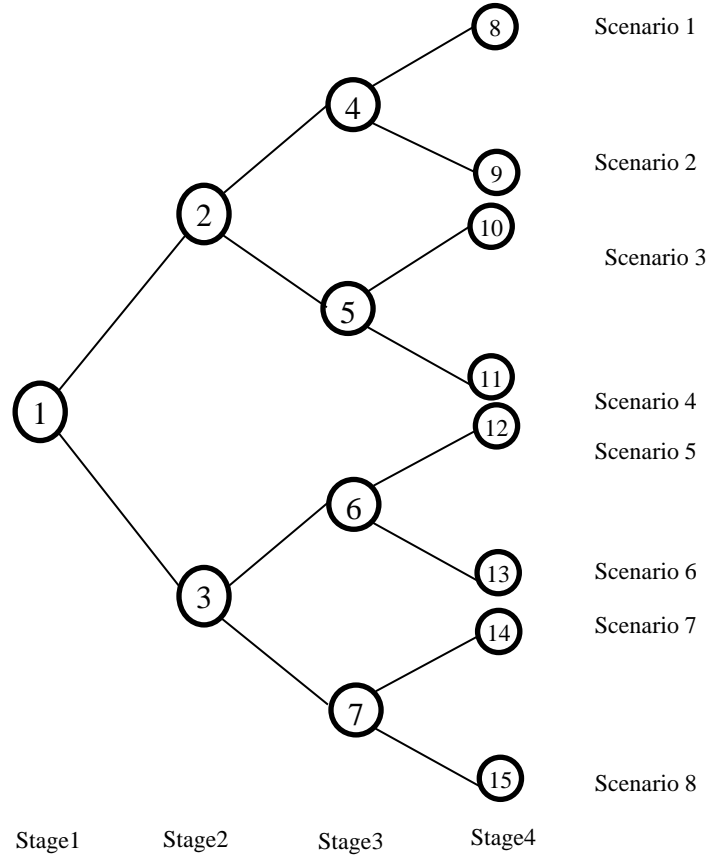 8
Scenario 1
4
9
Scenario 2
2
10
Scenario 3
5
11
Scenario 4
1
12
Scenario 5
6
13
Scenario 6
3
14
Scenario 7
7
15
Scenario 8
Stage1
Stage2
Stage3
Stage4